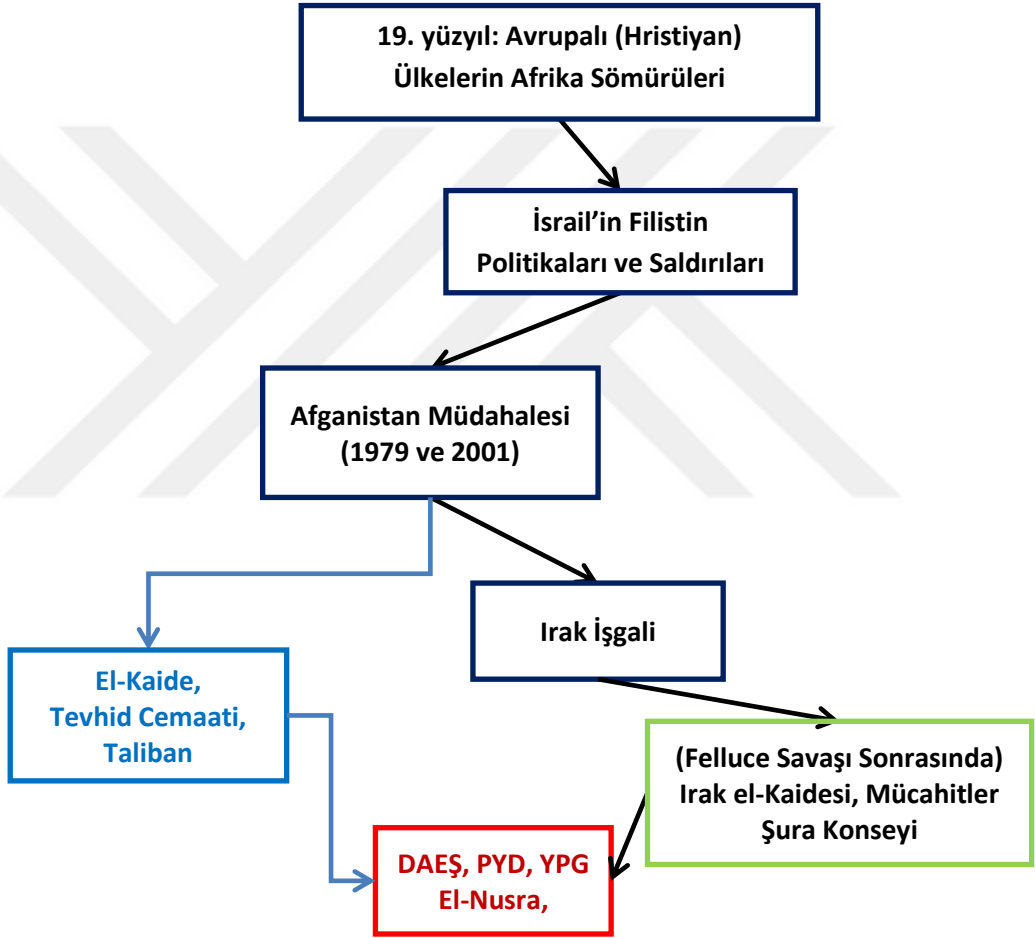 19. yüzyıl: Avrupalı (Hristiyan)
Ülkelerin Afrika Sömürüleri
İsrail’in Filistin
Politikaları ve Saldırıları
Afganistan Müdahalesi
(1979 ve 2001)
Irak İşgali
El-Kaide,
Tevhid Cemaati,
Taliban
(Felluce Savaşı Sonrasında)
Irak el-Kaidesi, Mücahitler
Şura Konseyi
DAEŞ, PYD, YPG
El-Nusra,